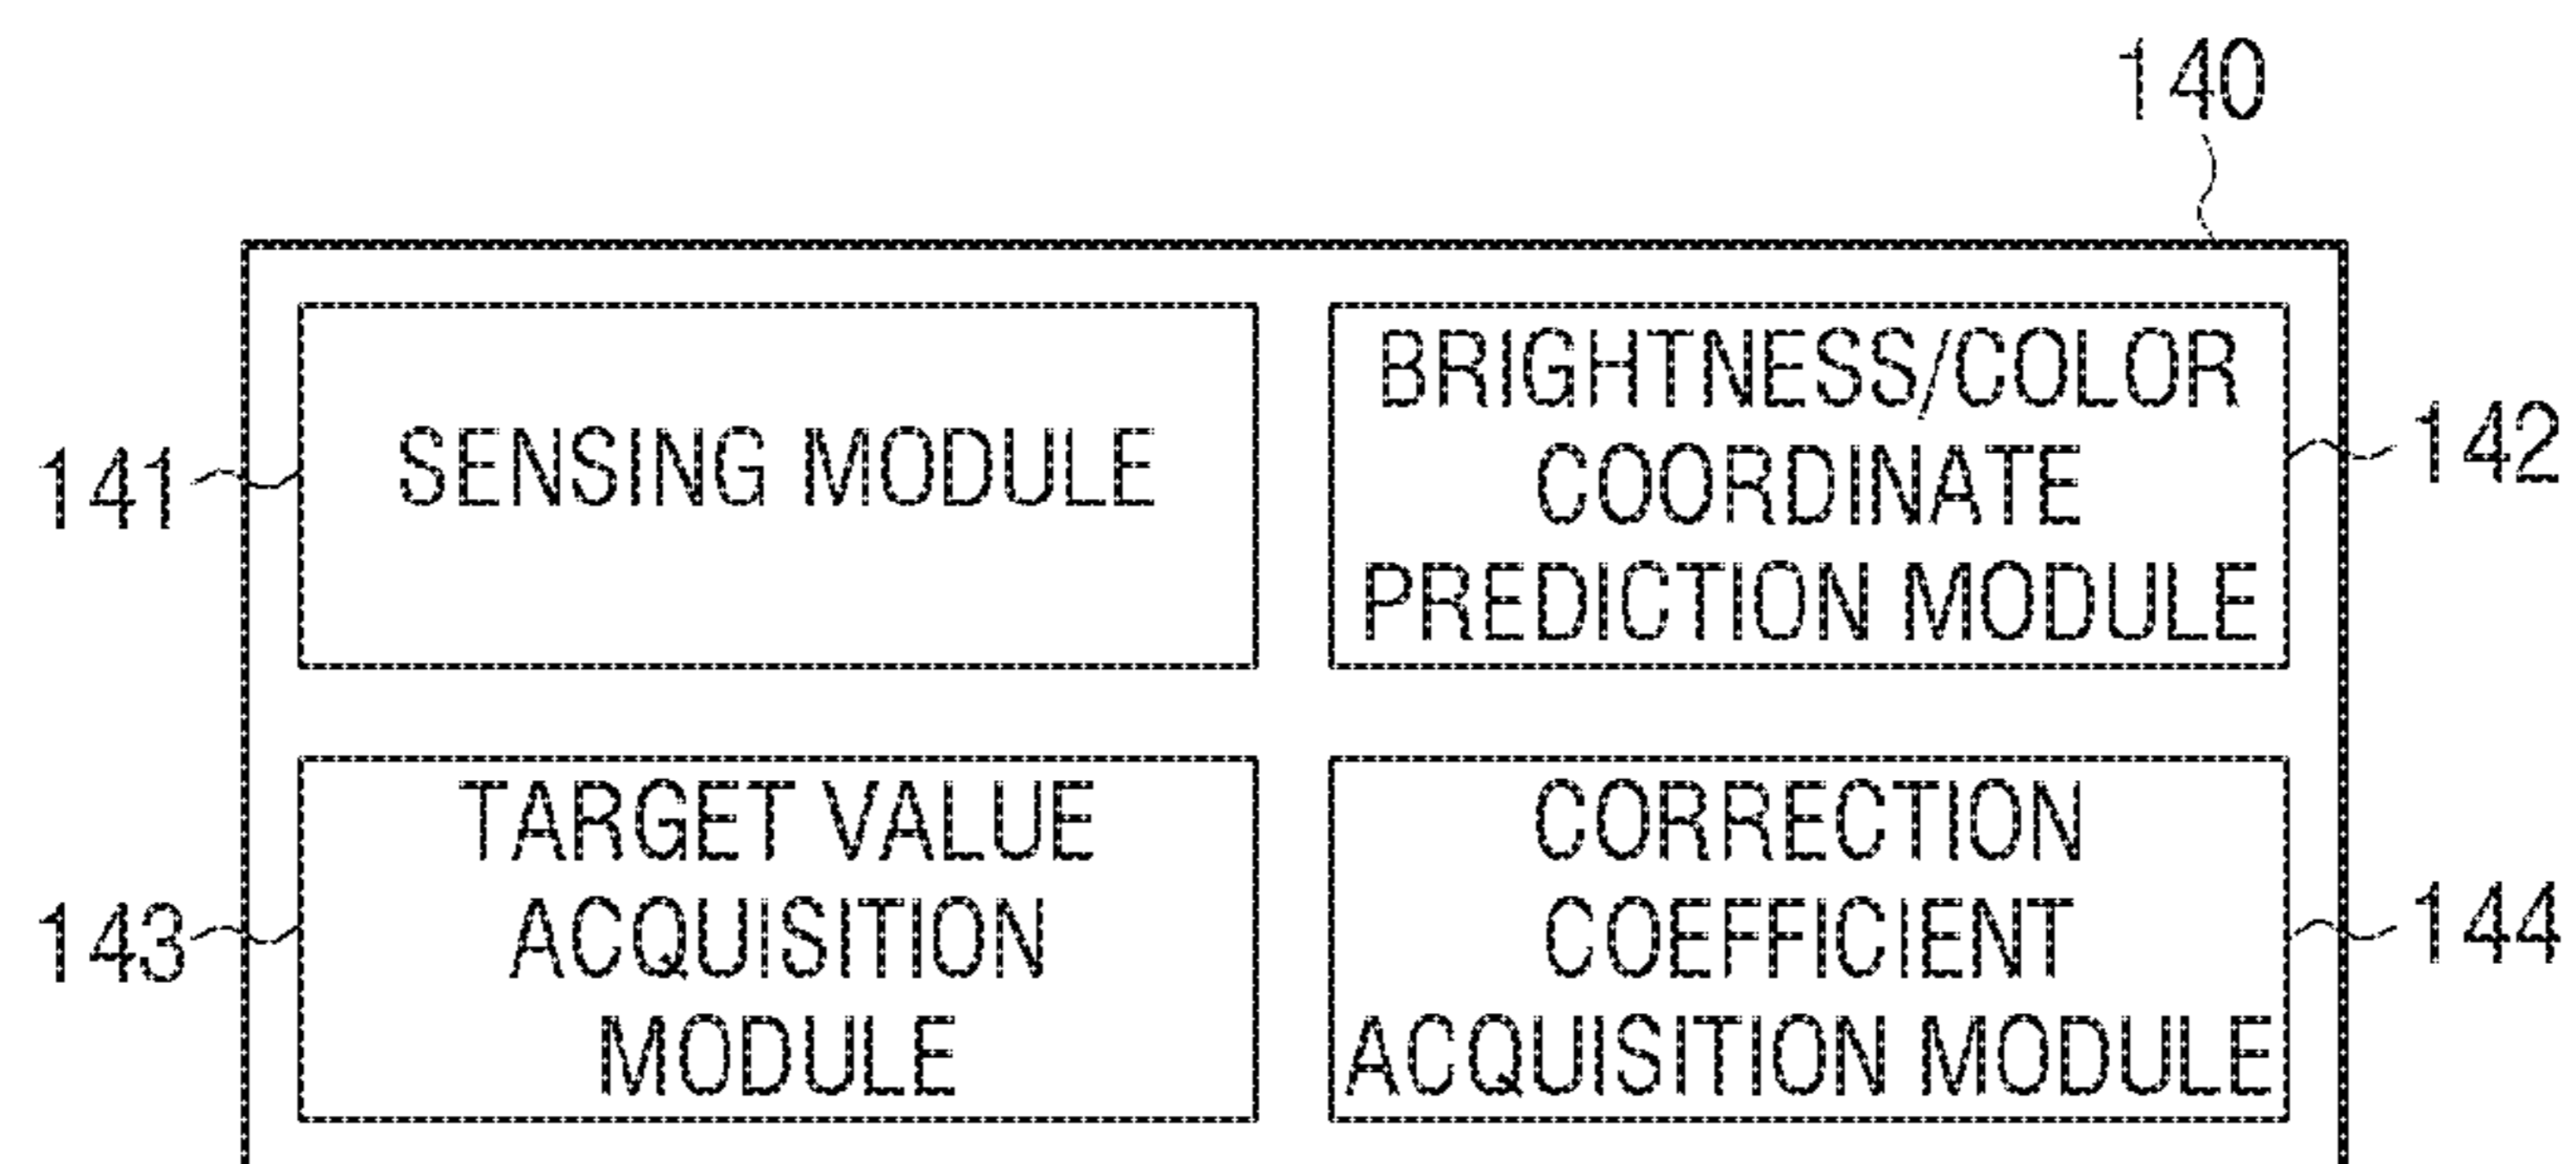 140
141
SENSING MODULE
BRIGHTNESS/COLOR
COORDINATE
PREDICTION MODULE
142
143
TARGET VALUE
ACQUISITION
MODULE
CORRECTION
COEFFICIENT
ACQUISITION MODULE
144